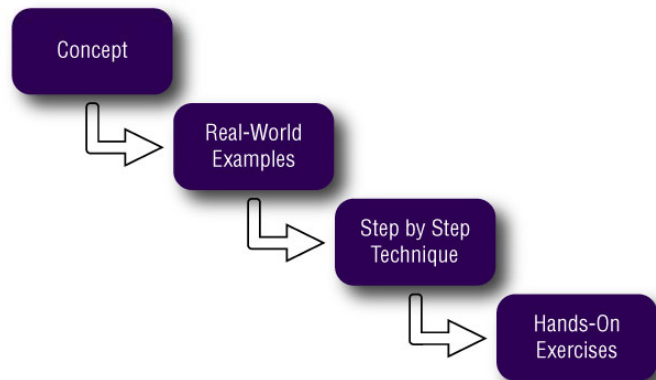 Concept
Real-World
Examples
Step by Step
Technique
Hands-On
Exercises